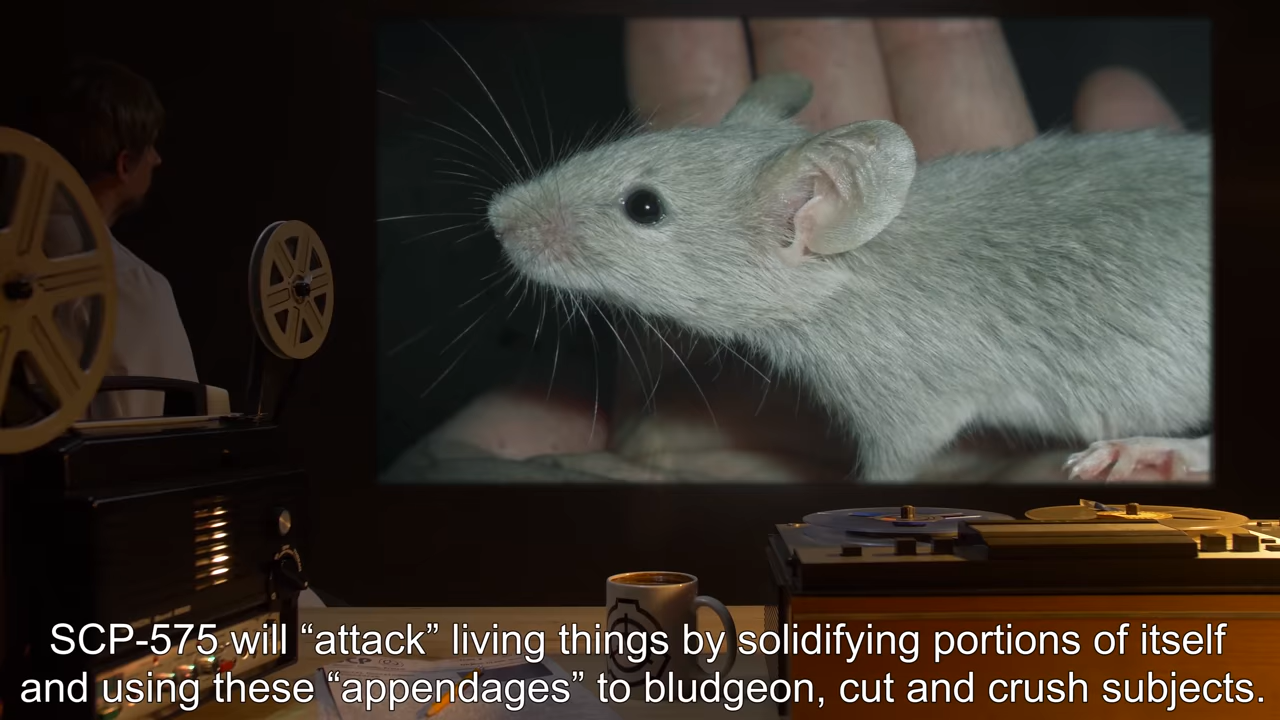 SCP-575 will “attack” living things by solidifying portions of itself
and using these “appendages” to bludgeon, cut and crush subjects.